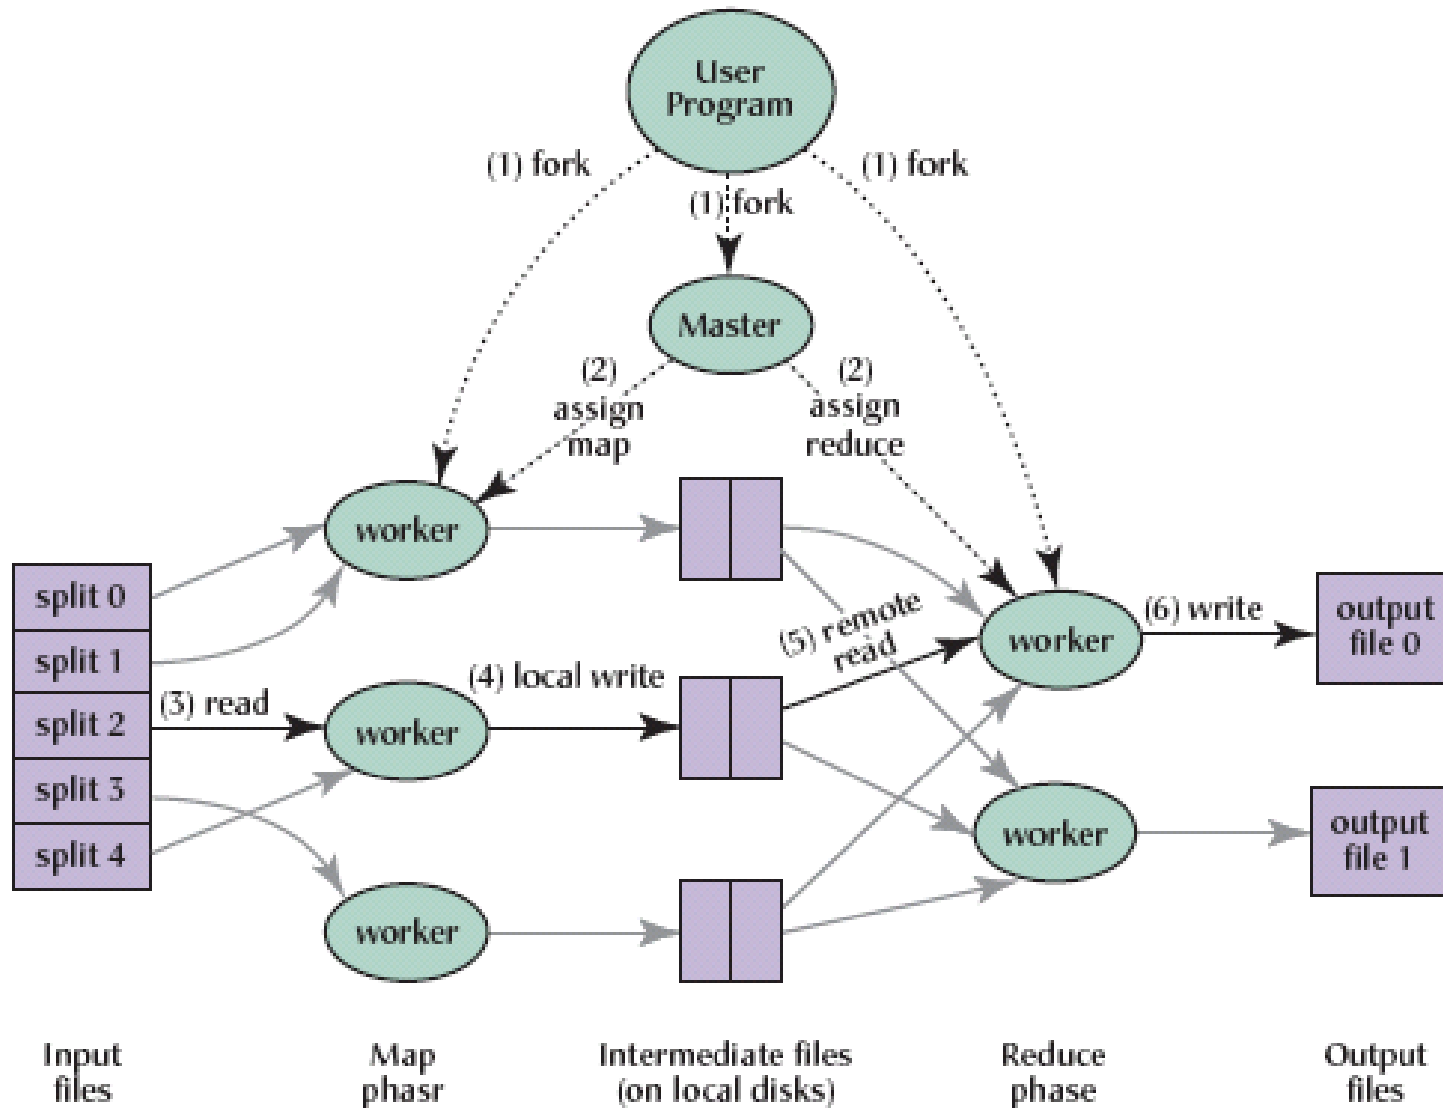 User
Program
(1) fork
(1) fork
(1) fork
Master
(2)
assign
map
(2)
assign
reduce
worker
split 0
split 1
split 2
split 3
split 4
(3) read
worker
(4) local write
worker
(5) remote
read
worker
(6) write
output
file 0
worker
output
file 1
Input
files
Map
phasr
Intermediate files
(on local disks)
Reduce
phase
Output
files